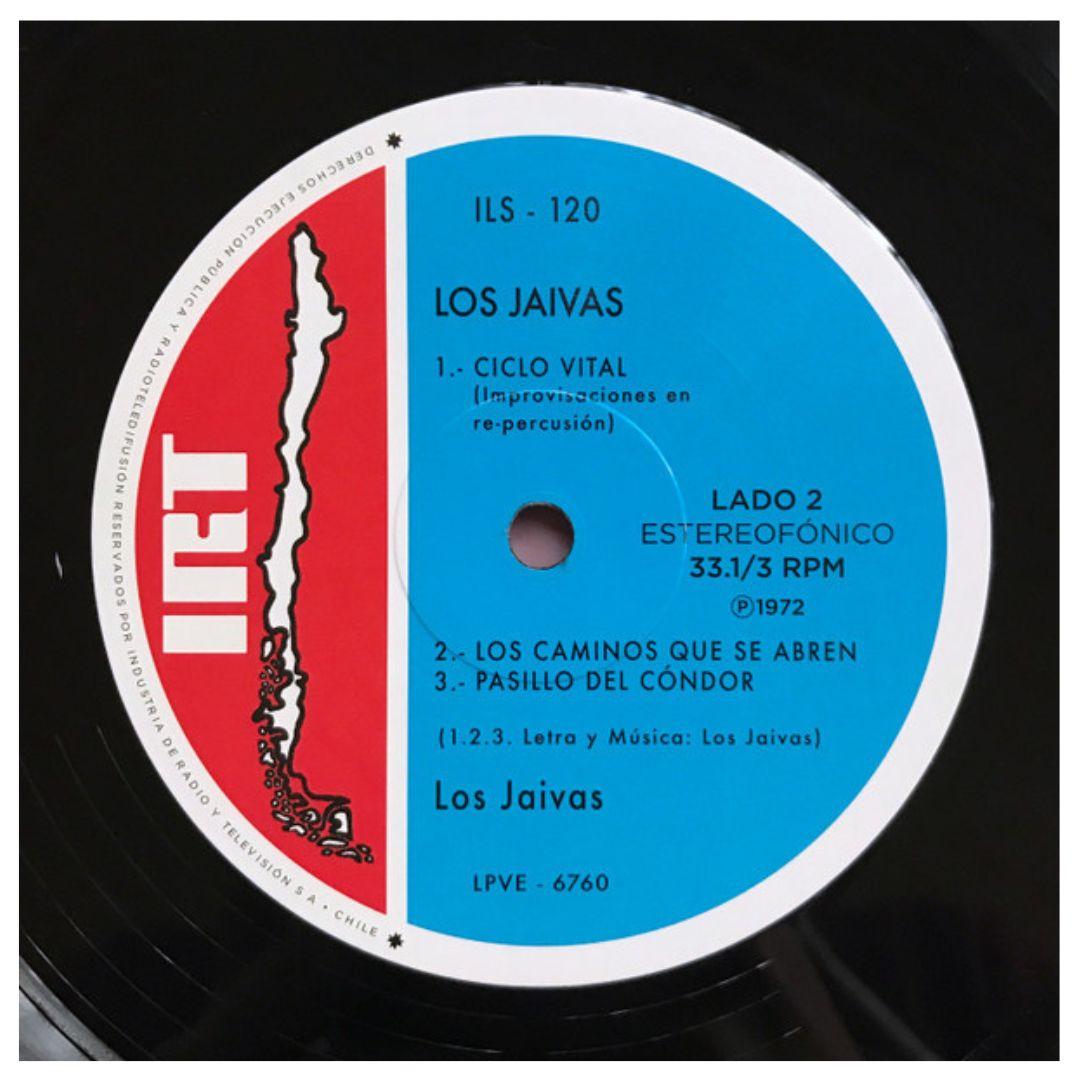 ILS - 120
LOS JAIVAS
1.- CICLO VITAL
(Improvisaciones en
re-percusión)
LADO 2
ESTEREOFÓNICO
33.1/3 RPM
Ⓟ1972
2.- LOS CAMINOS QUE SE ABREN
3.- PASILLO DEL CÓNDOR
(1.2.3. Letra y Música: Los Jaivas)
Los Jaivas
LPVE - 6760
IRT
DERECHOS EJECUCIÓN PÚBLICA Y RADIOTELEDIFUSIÓN RESERVADOS POR INDUSTRIA DE RADIO Y TELEVISIÓN S A • CHILE